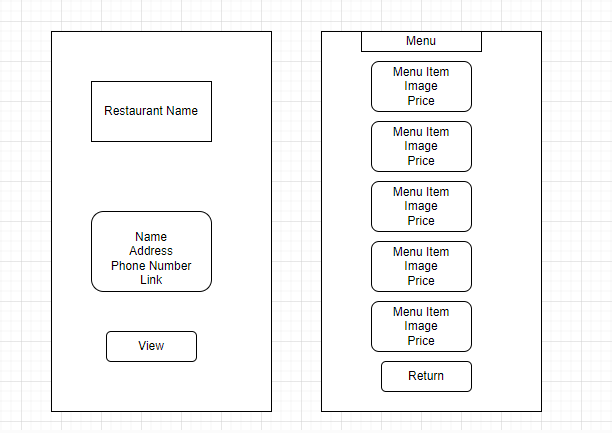 Restaurant Name
Name
Address
Phone Number
Link
View
Menu
Menu Item
Image
Price
Menu Item
Image
Price
Menu Item
Image
Price
Menu Item
Image
Price
Menu Item
Image
Price
Return